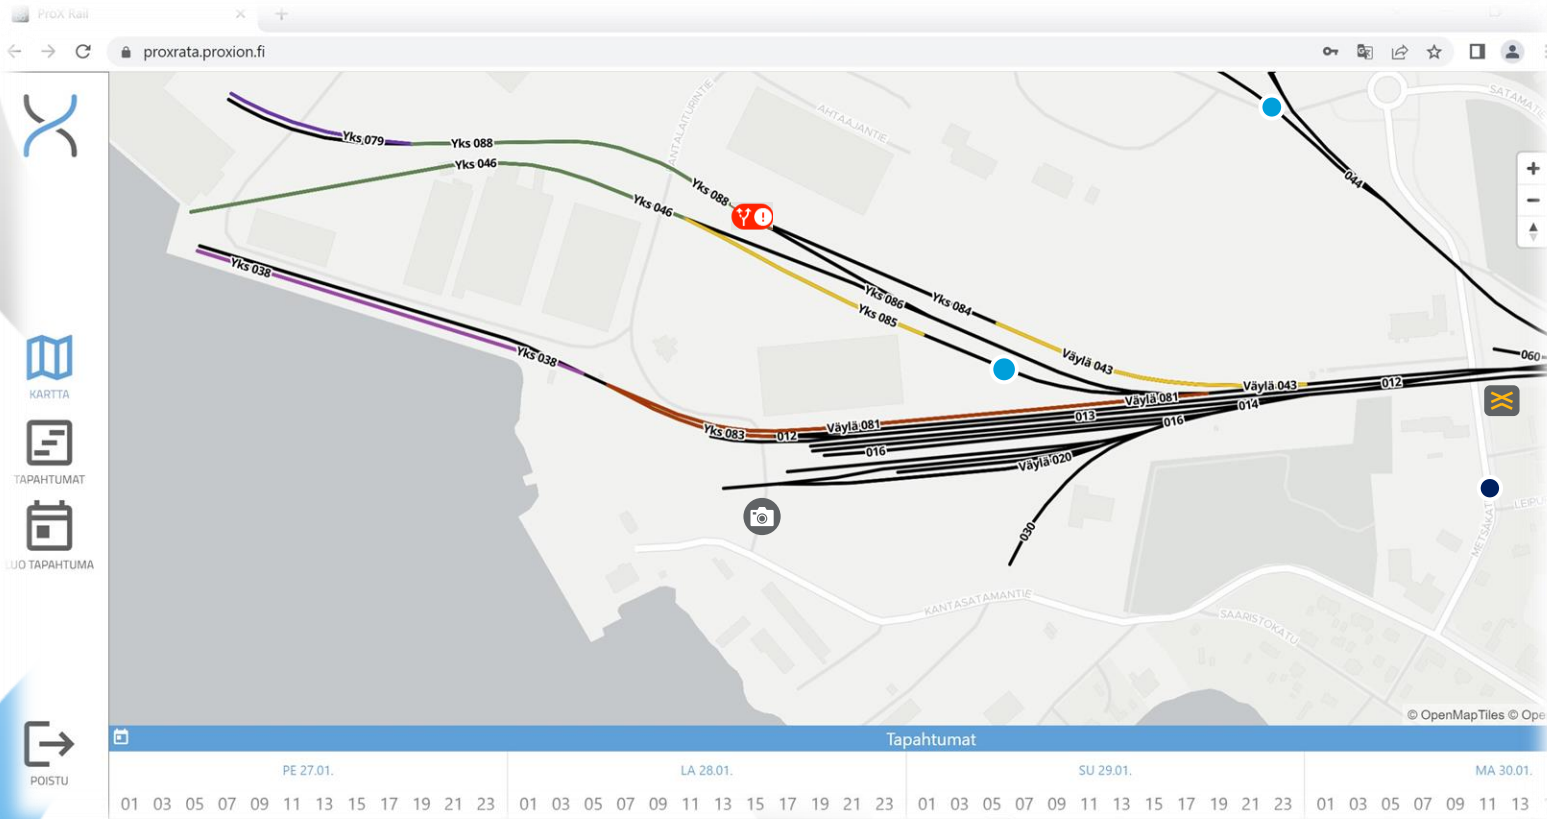 ProX Rail
proxrata.proxion.fi
KARTTA
TAPAHTUMAT
LUO TAPAHTUMA
POISTU
ANTALAITURINTIE
AHTAAJANTIE
SATAMATIE
Yks 079
Yks 088
Yks 046
Yks 088
Yks 046
044
Yks 038
Yks 086
Yks 084
Yks 085
Yks 038
Väylä 043
060
Väylä 043
012
Väylä 081
014
013
016
Väylä 081
Yks 083
012
016
Väylä 020
030
METSÄKAT
LEIPU
KANTASATAMANTIE
SAARISTOKATU
© OpenMapTiles © Ope
Tapahtumat
PE 27.01. LA 28.01. SU 29.01. MA 30.01.
01 03 05 07 09 11 13 15 17 19 21 23 01 03 05 07 09 11 13 15 17 19 21 23 01 03 05 07 09 11 13 15 17 19 21 23 01 03 05 07 09 11 13